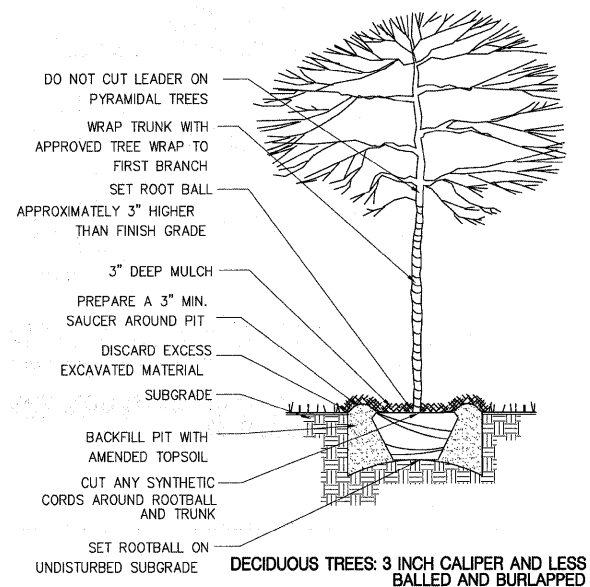 DO NOT CUT LEADER ON
PYRAMIDAL TREES
WRAP TRUNK WITH
APPROVED TREE WRAP TO
FIRST BRANCH
SET ROOT BALL
APPROXIMATELY 3" HIGHER
THAN FINISH GRADE
3" DEEP MULCH
PREPARE A 3" MIN.
SAUCER AROUND PIT
DISCARD EXCESS
EXCAVATED MATERIAL
SUBGRADE
BACKFILL PIT WITH
AMENDED TOPSOIL
CUT ANY SYNTHETIC
CORDS AROUND ROOTBALL
AND TRUNK
SET ROOTBALL ON
UNDISTURBED SUBGRADE
DECIDUOUS TREES: 3 INCH CALIPER AND LESS
BALLED AND BURLAPPED